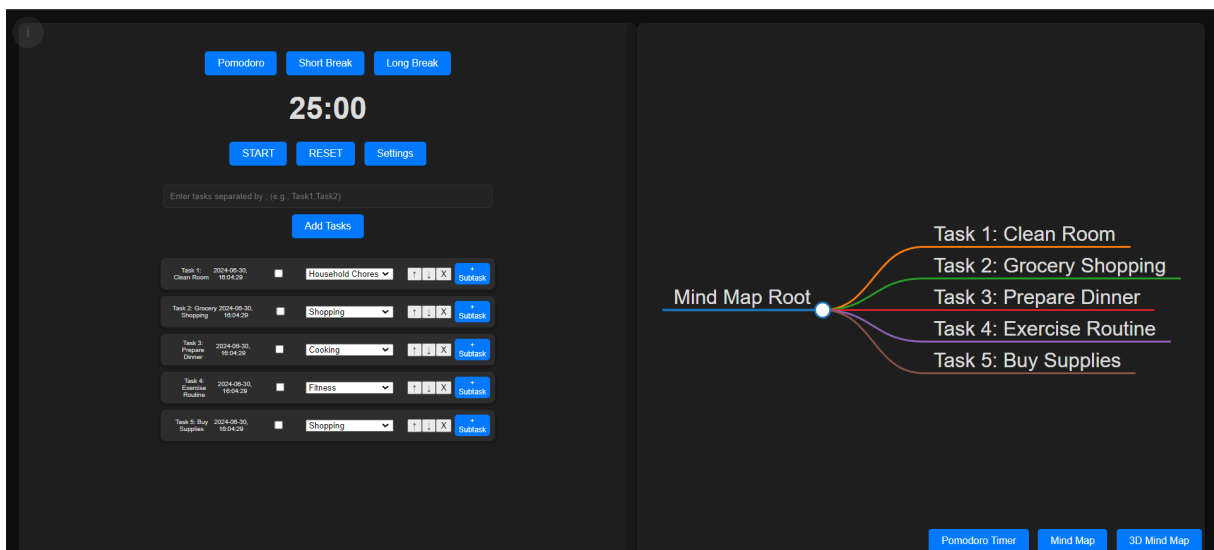 i
Pomodoro Short Break Long Break
25:00
START RESET Settings
Enter tasks separated by , (e.g., Task1,Task2)
Add Tasks
Task 1:
Clean Room
2024-06-30,
16:04:29
Household Chores
↑ ↓ X
+
Subtask
Task 2: Grocery
Shopping
2024-06-30,
16:04:29
Shopping
↑ ↓ X
+
Subtask
Task 3:
Prepare
Dinner
2024-06-30,
16:04:29
Cooking
↑ ↓ X
+
Subtask
Task 4:
Exercise
Routine
2024-06-30,
16:04:29
Fitness
↑ ↓ X
+
Subtask
Task 5: Buy
Supplies
2024-06-30,
16:04:29
Shopping
↑ ↓ X
+
Subtask
Mind Map Root
Task 1: Clean Room
Task 2: Grocery Shopping
Task 3: Prepare Dinner
Task 4: Exercise Routine
Task 5: Buy Supplies
Pomodoro Timer Mind Map 3D Mind Map